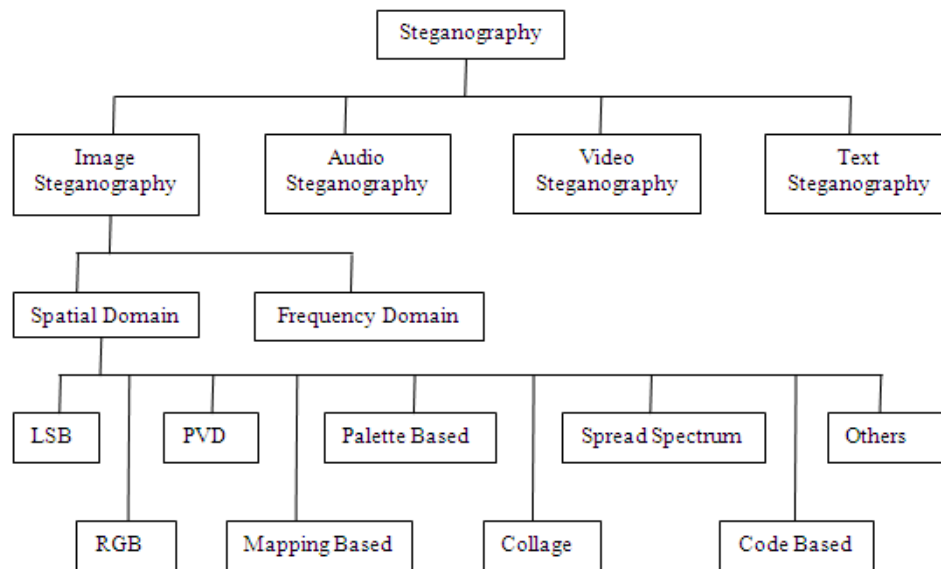 Steganography
Image
Steganography
Audio
Steganography
Video
Steganography
Text
Steganography
Spatial Domain
Frequency Domain
LSB
PVD
Palette Based
Spread Spectrum
Others
RGB
Mapping Based
Collage
Code Based